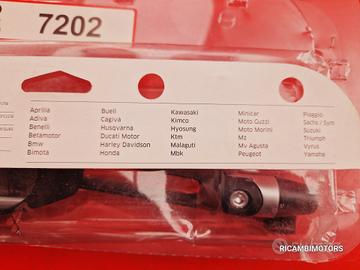 7202
Aprilia
Adiva
Benelli
Betamotor
Bmw
Bimota
Buell
Cagiva
Husqvarna
Ducati Motor
Harley Davidson
Honda
Kawasaki
Kimco
Hyosung
Ktm
Malaguti
Mbk
Minicar
Moto Guzzi
Moto Morini
Mz
Mv Agusta
Peugeot
Piaggio
Sachs / Sym
Suzuki
Triumph
Vyrus
Yamaha
RICAMBIMOTORS